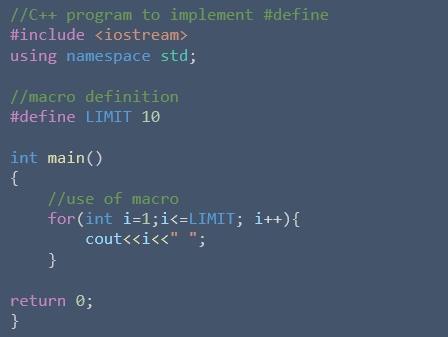 //C++ program to implement #define
#include <iostream>
using namespace std;

//macro definition
#define LIMIT 10

int main()
{
    //use of macro
    for(int i=1;i<=LIMIT; i++){
        cout<<i<<" ";
    }

return 0;
}